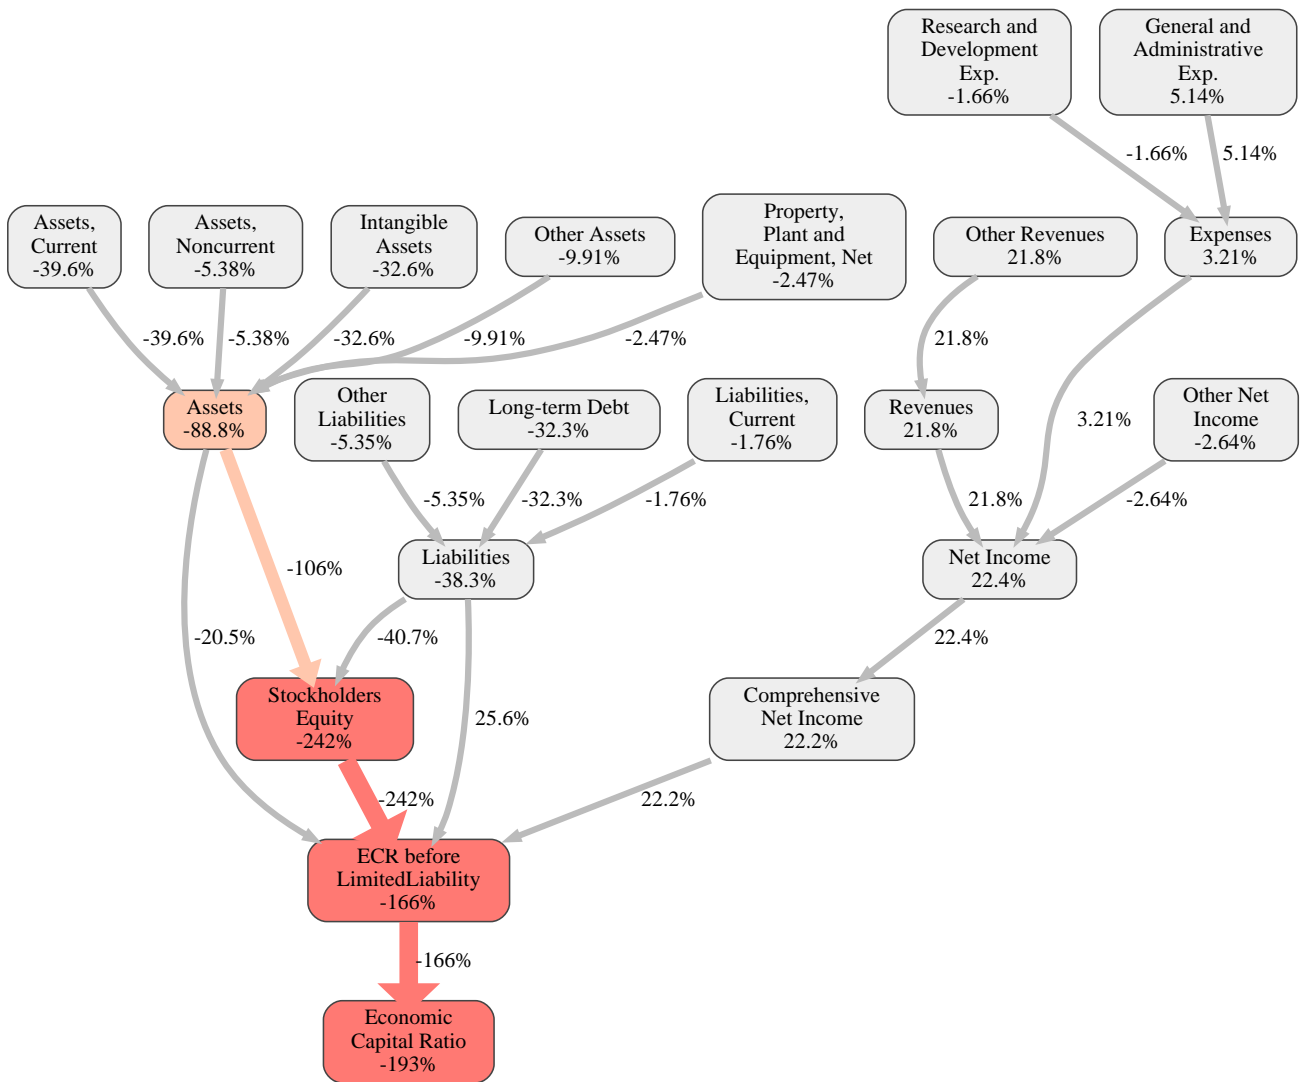 Research and
Development
Exp.
-1.66%
General and
Administrative
Exp.
5.14%
-1.66%
5.14%
Assets,
Current
-39.6%
Assets,
Noncurrent
-5.38%
Intangible
Assets
-32.6%
Other Assets
-9.91%
Property,
Plant and
Equipment, Net
-2.47%
Other Revenues
21.8%
Expenses
3.21%
-39.6%
-5.38%
-32.6%
-9.91%
-2.47%
21.8%
Assets
-88.8%
Other
Liabilities
-5.35%
Long-term Debt
-32.3%
Liabilities,
Current
-1.76%
Revenues
21.8%
3.21%
Other Net
Income
-2.64%
-5.35%
-32.3%
-1.76%
21.8%
-2.64%
-106%
Liabilities
-38.3%
Net Income
22.4%
-20.5%
-40.7%
22.4%
Stockholders
Equity
-242%
25.6%
Comprehensive
Net Income
22.2%
-242%
22.2%
ECR before
LimitedLiability
-166%
-166%
Economic
Capital Ratio
-193%